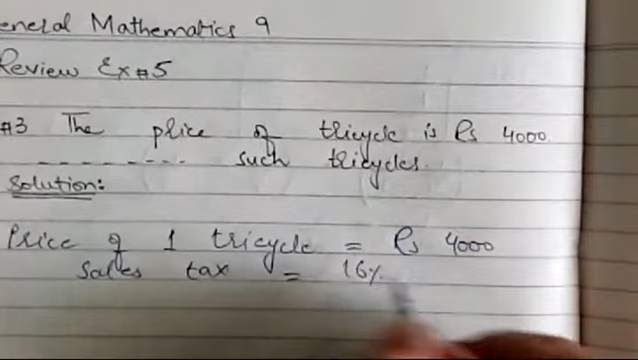 eneral Mathematics 9
Review Ex#5
#3 The price of tricycle is Rs 4000
-------- such tricycles.
Solution:
Price of 1 tricycle = Rs 4000
Sales tax = 16%